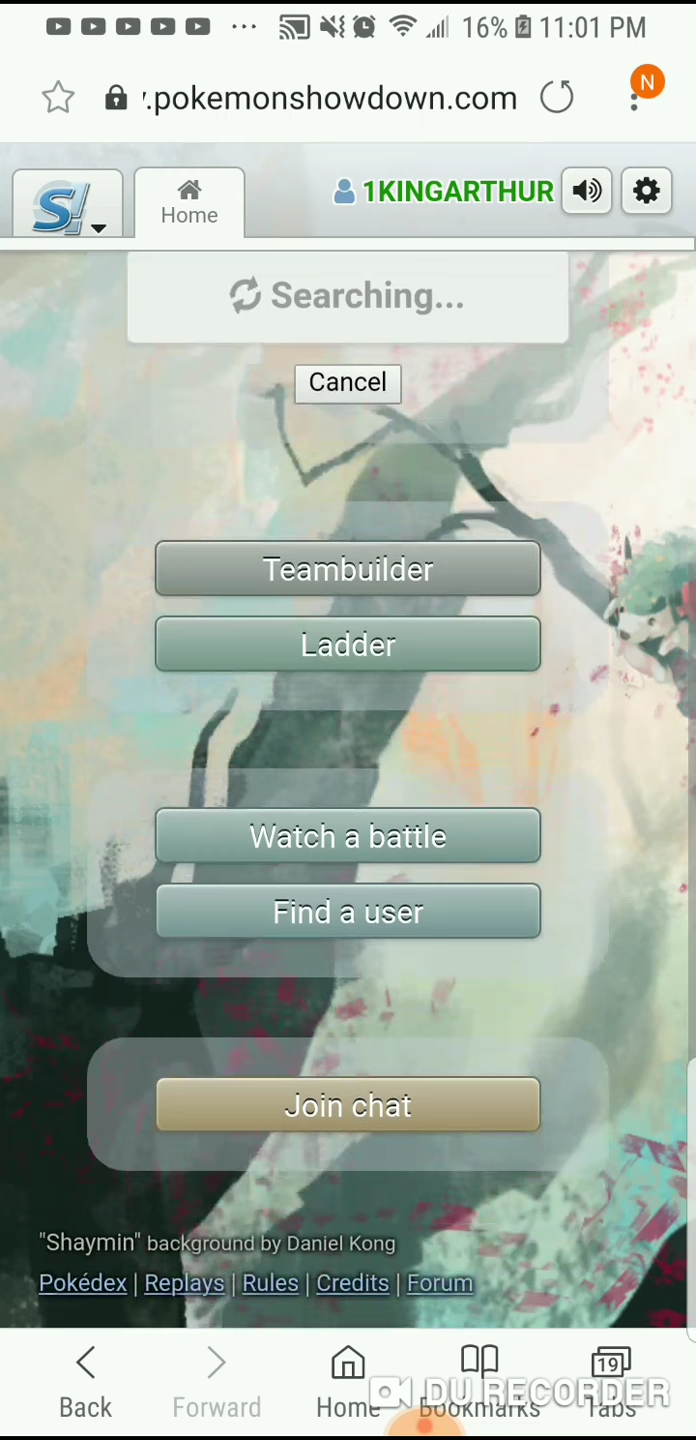 ... 16% 11:01 PM
.pokemonshowdown.com
N
S!
Home
1KINGARTHUR
Searching...
Cancel
Teambuilder
Ladder
Watch a battle
Find a user
Join chat
"Shaymin" background by Daniel Kong
Pokédex | Replays | Rules | Credits | Forum
19
Back Forward Home Bookmarks Tabs
DU RECORDER